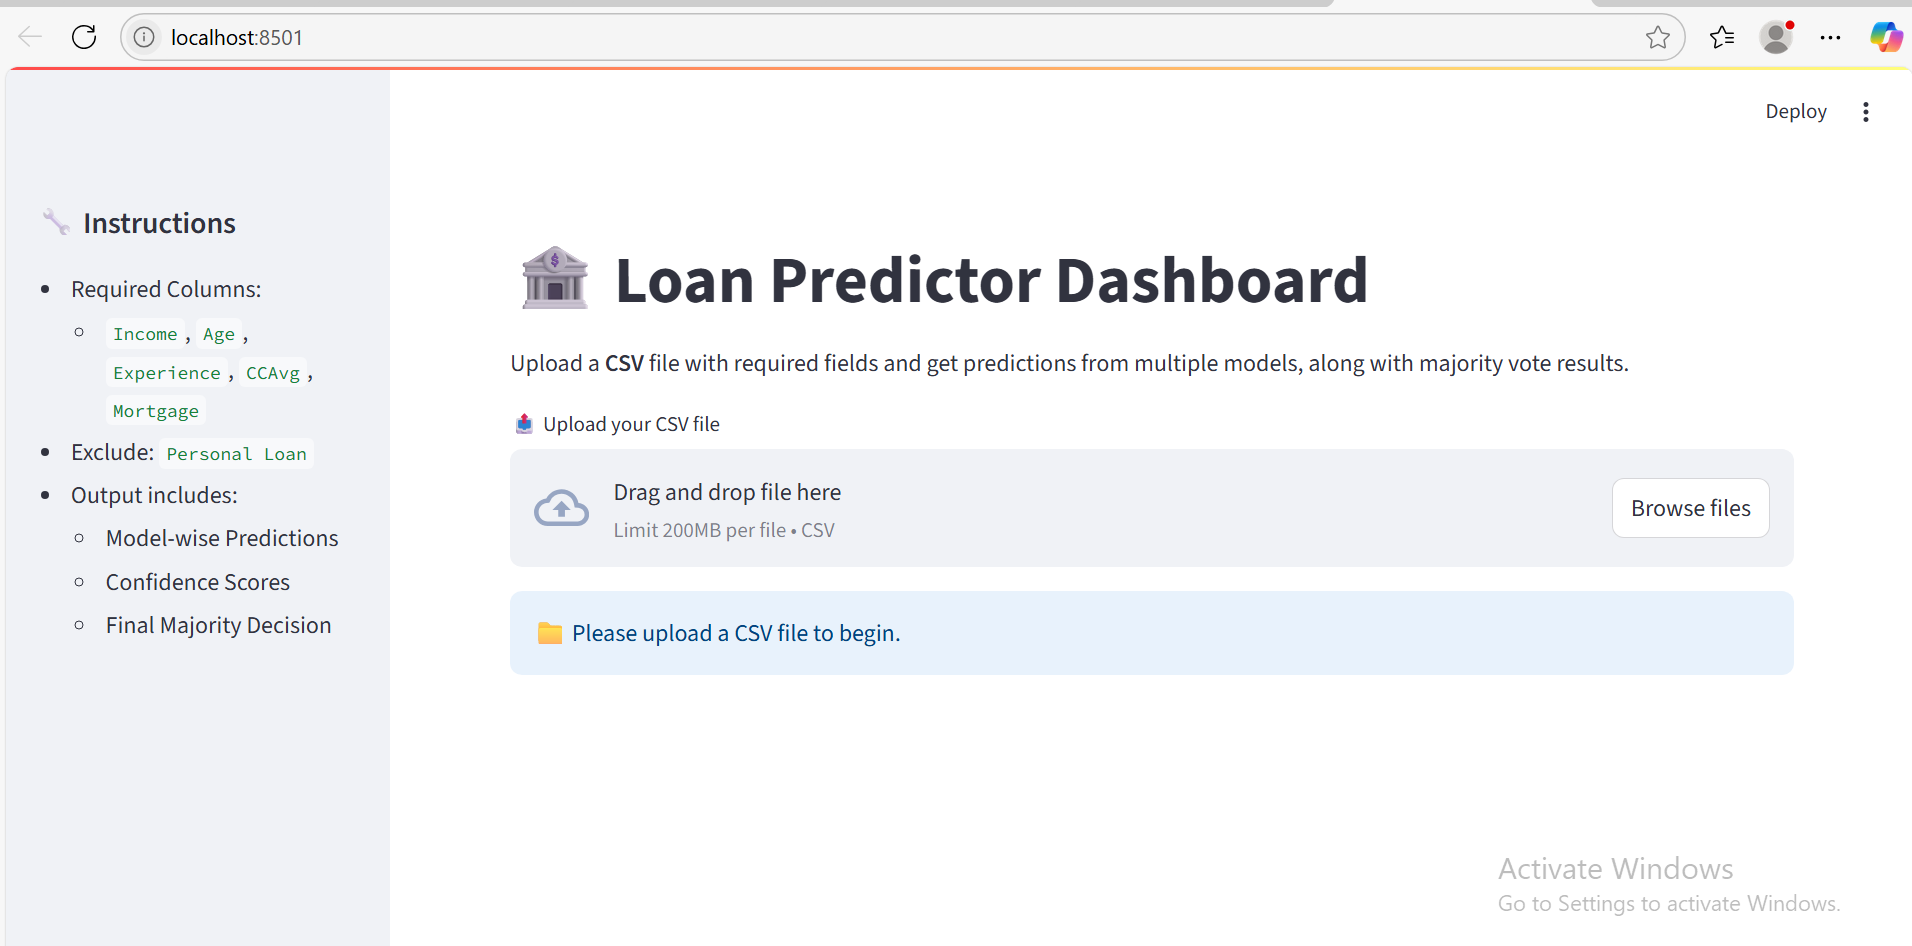 localhost:8501
Deploy
Instructions
Required Columns:
Income, Age,
Experience, CCAvg,
Mortgage
Exclude: Personal Loan
Output includes:
Model-wise Predictions
Confidence Scores
Final Majority Decision
Loan Predictor Dashboard
Upload a CSV file with required fields and get predictions from multiple models, along with majority vote results.
Upload your CSV file
Drag and drop file here
Limit 200MB per file • CSV
Browse files
Please upload a CSV file to begin.
Activate Windows
Go to Settings to activate Windows.